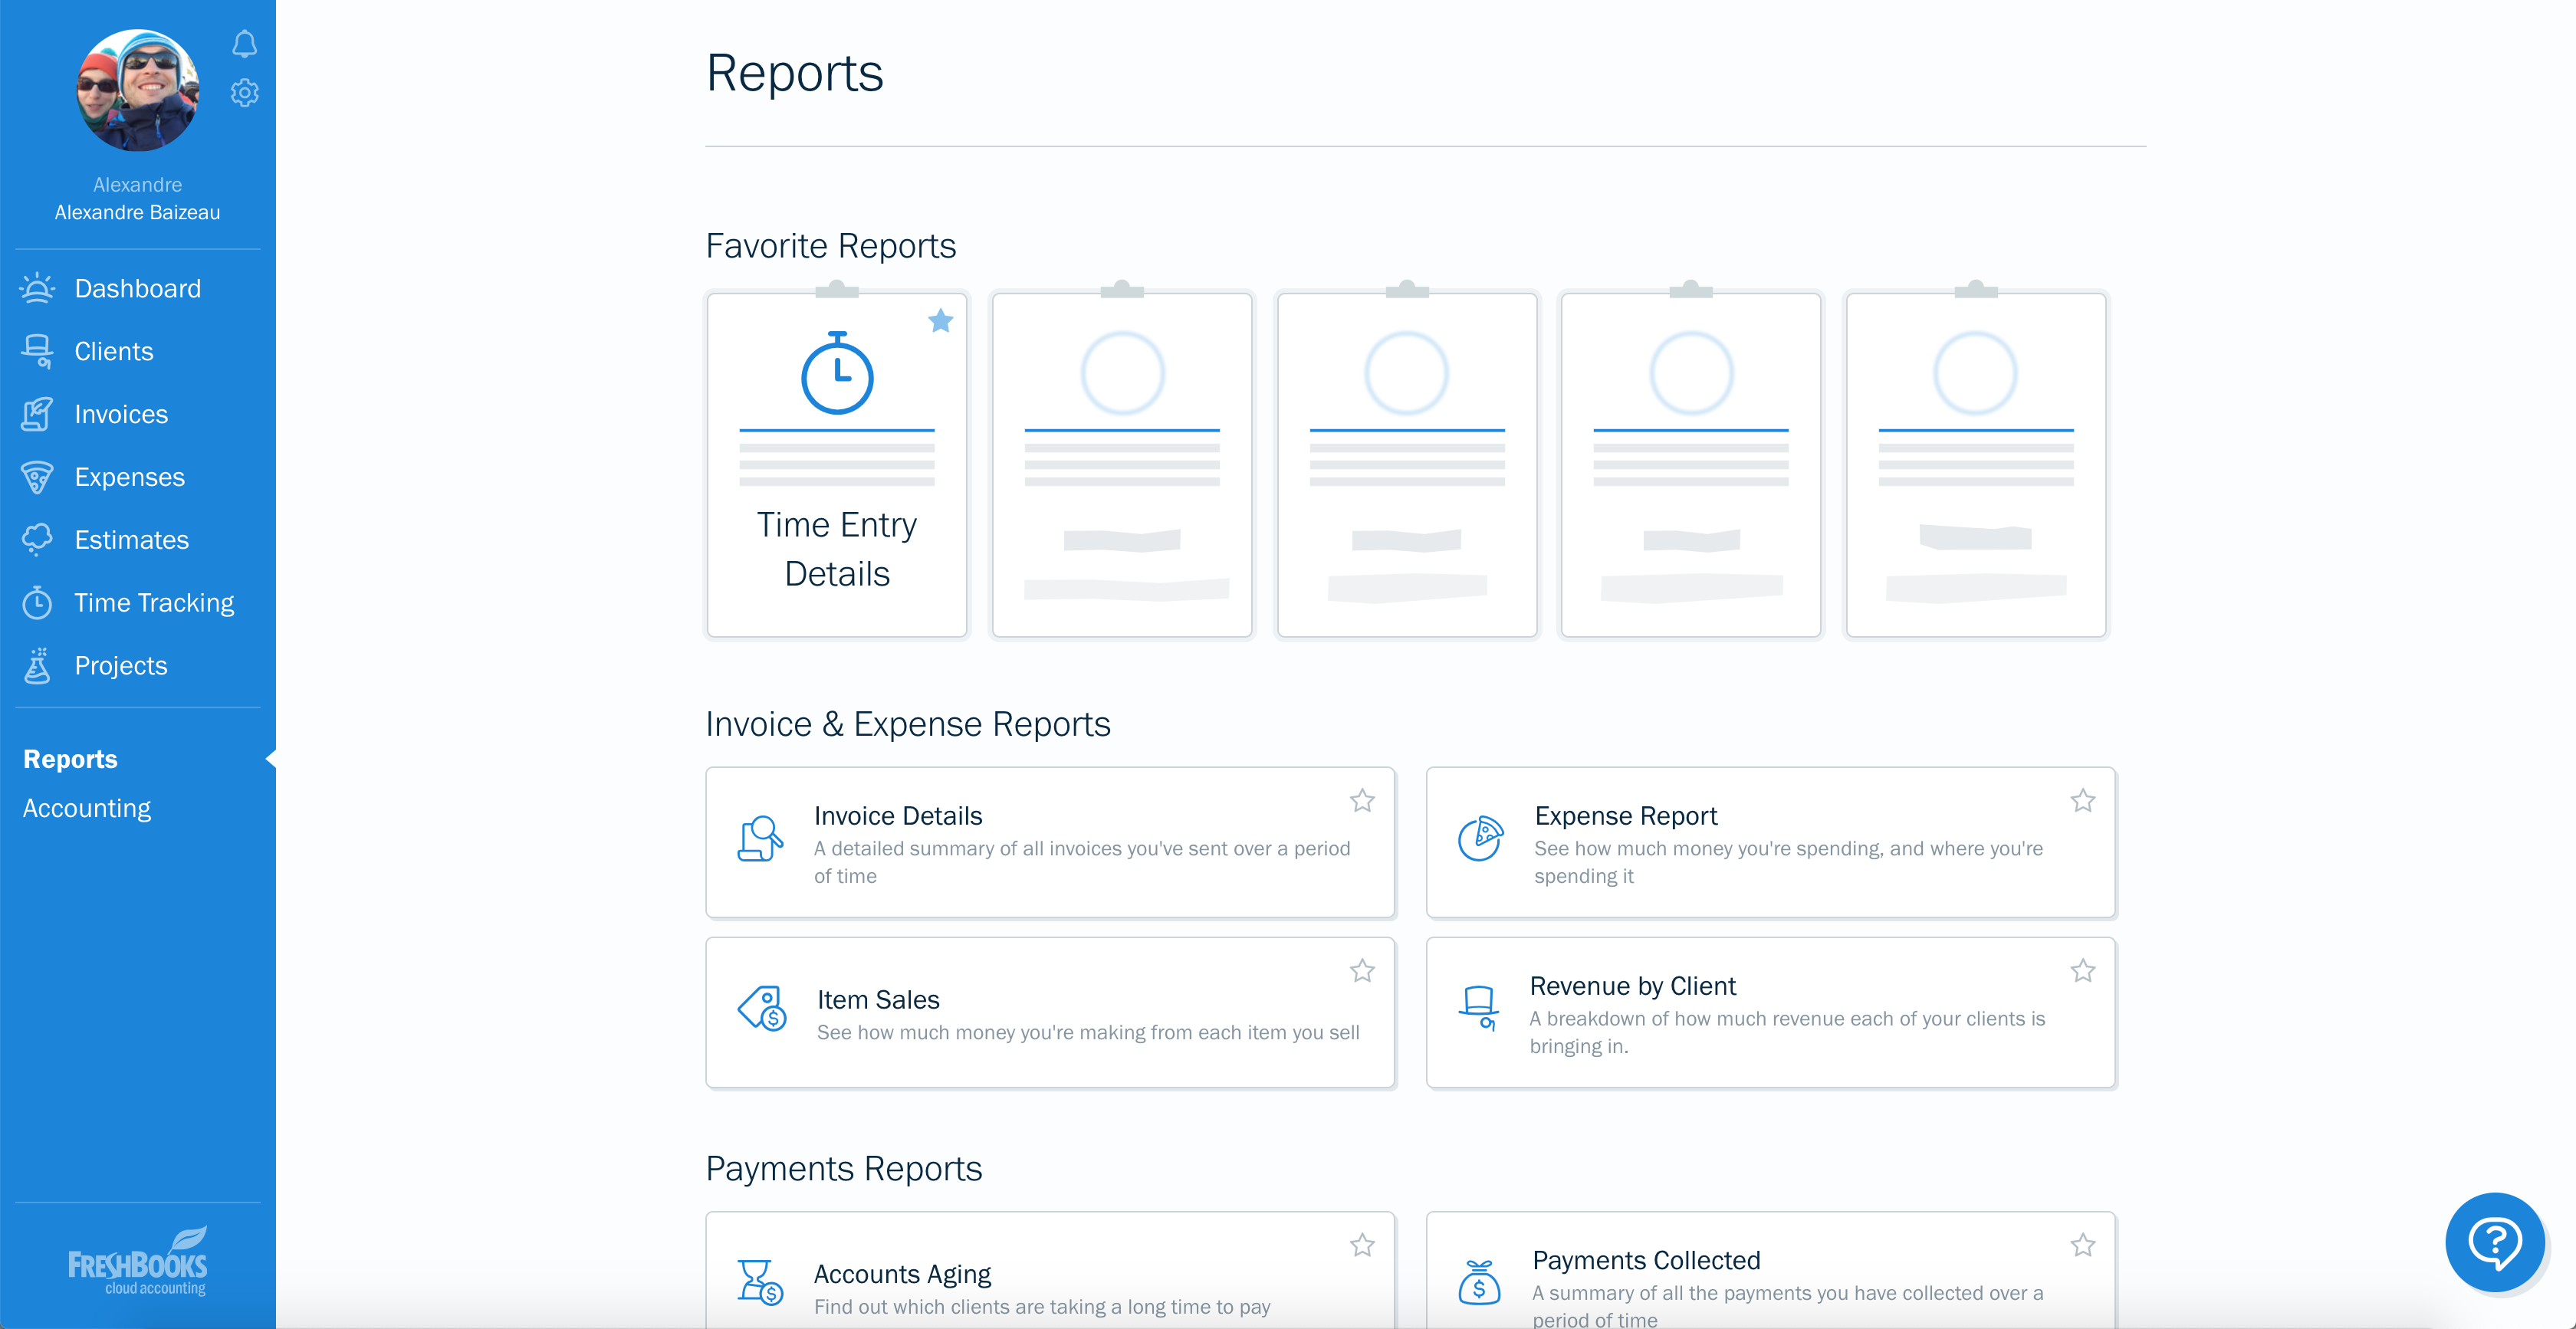 Alexandre
Alexandre Baizeau
Dashboard
Clients
Invoices
Expenses
Estimates
Time Tracking
Projects
Reports
Accounting
FRESHBOOKS
cloud accounting
Reports
Favorite Reports
Time Entry
Details
Invoice & Expense Reports
Invoice Details
A detailed summary of all invoices you've sent over a period
of time
Expense Report
See how much money you're spending, and where you're
spending it
Item Sales
See how much money you're making from each item you sell
Revenue by Client
A breakdown of how much revenue each of your clients is
bringing in.
Payments Reports
Accounts Aging
Find out which clients are taking a long time to pay
Payments Collected
A summary of all the payments you have collected over a
period of time